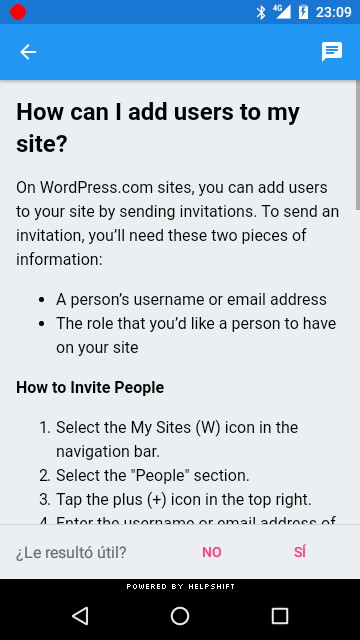 4G 23:09
How can I add users to my
site?
On WordPress.com sites, you can add users
to your site by sending invitations. To send an
invitation, you’ll need these two pieces of
information:
• A person’s username or email address
• The role that you’d like a person to have
on your site
How to Invite People
1. Select the My Sites (W) icon in the
navigation bar.
2. Select the "People" section.
3. Tap the plus (+) icon in the top right.
4. Enter the username or email address of
¿Le resultó útil? NO SÍ
POWERED BY HELPSHIFT